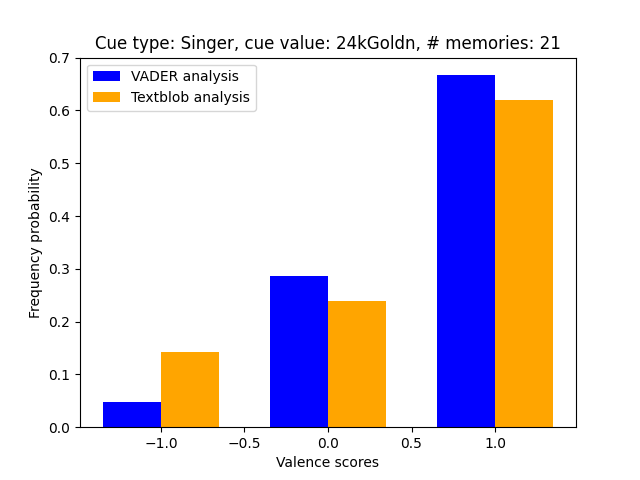 Cue type: Singer, cue value: 24kGoldn, # memories: 21
VADER analysis
Textblob analysis
Frequency probability
0.7
0.6
0.5
0.4
0.3
0.2
0.1
0.0
−1.0 −0.5 0.0 0.5 1.0
Valence scores